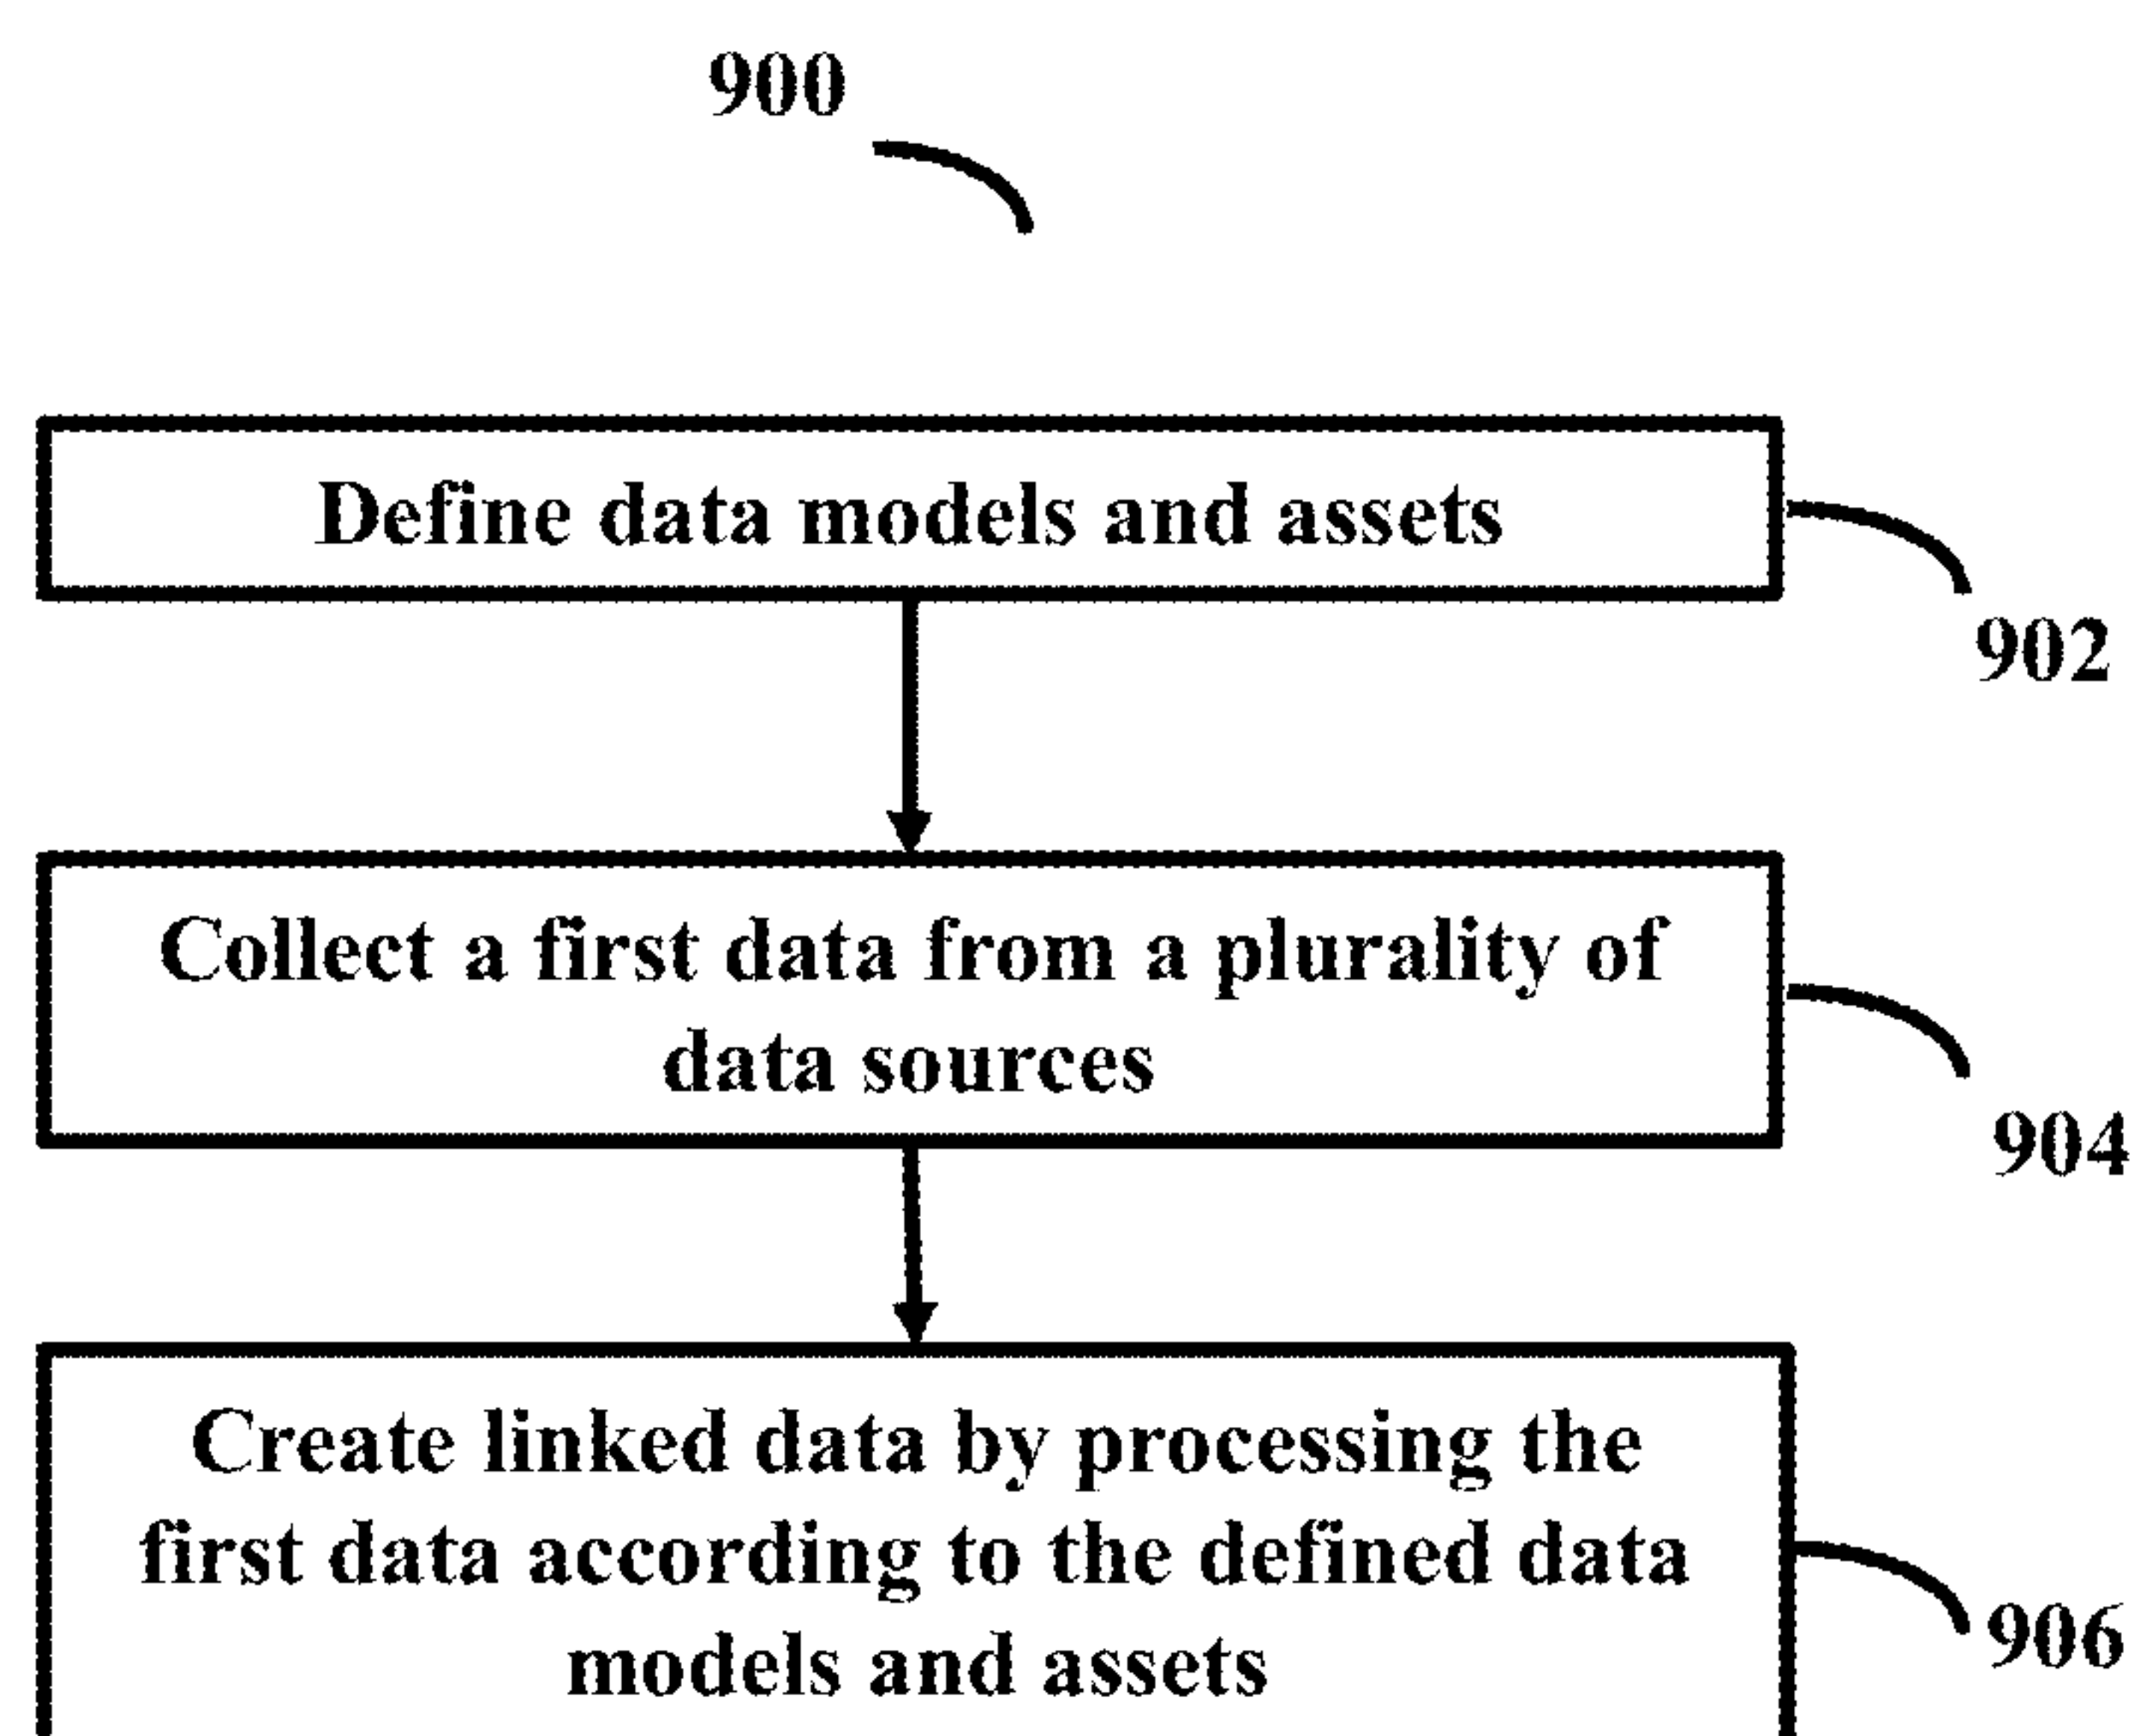 900
Define data models and assets
902
Collect a first data from a plurality of
data sources
904
Create linked data by processing the
first data according to the defined data
models and assets
906